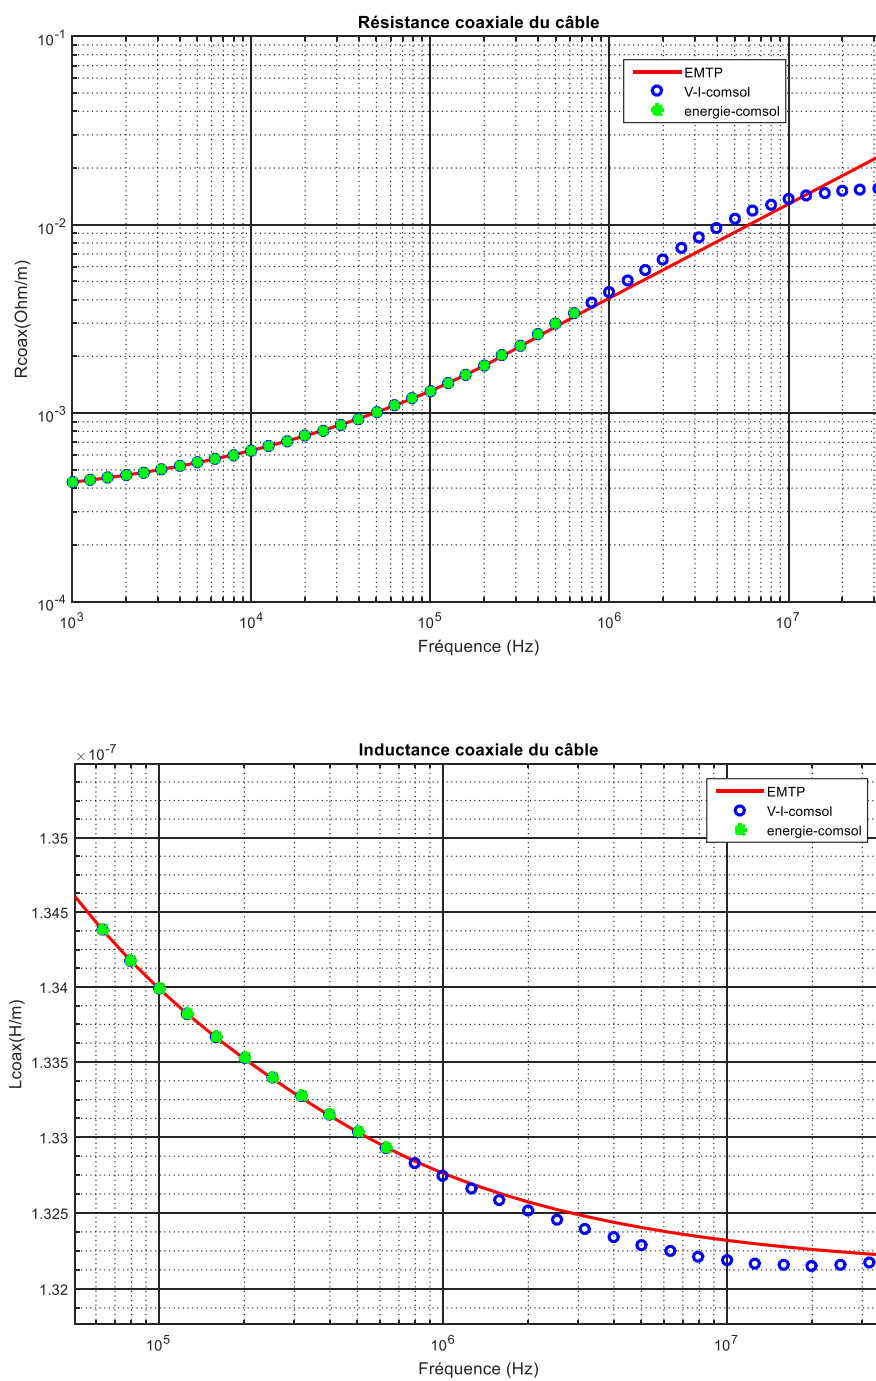 Résistance coaxiale du câble
10^-1
EMTP
V-I-comsol
energie-comsol
10^-2
Rcoax(Ohm/m)
10^-3
10^-4
10^3 10^4 10^5 10^6 10^7
Fréquence (Hz)
×10^-7
Inductance coaxiale du câble
EMTP
V-I-comsol
energie-comsol
1.35
1.345
1.34
Lcoax(H/m)
1.335
1.33
1.325
1.32
10^5 10^6 10^7
Fréquence (Hz)